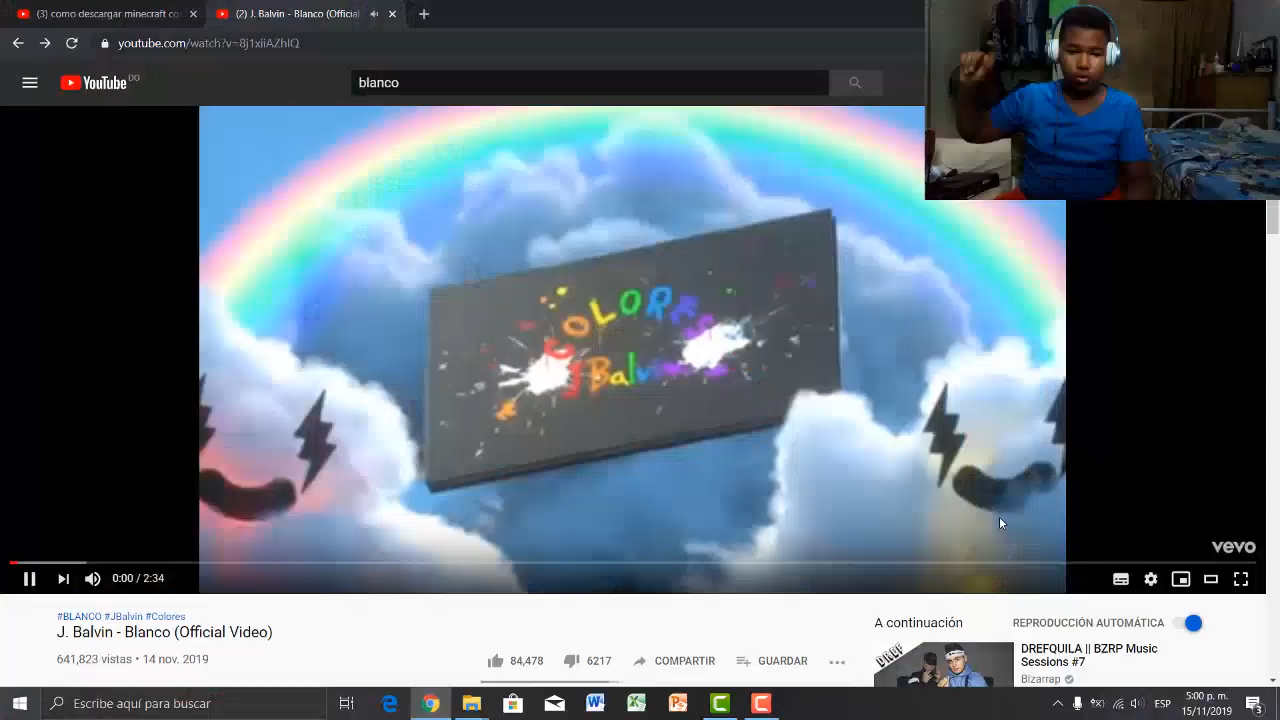 (3) como descargar minecraft co
(2) J. Balvin - Blanco (Official
youtube.com/watch?v=8j1xiiAZhIQ
YouTube DO
blanco
COLORES
J Balvin
vevo
0:00 / 2:34
#BLANCO #JBalvin #Colores
J. Balvin - Blanco (Official Video)
641,823 vistas • 14 nov. 2019
84,478
6217
COMPARTIR
GUARDAR
A continuación
REPRODUCCIÓN AUTOMÁTICA
DREF
DREFQUILA || BZRP Music
Sessions #7
Bizarrap
Escribe aquí para buscar
ESP
5:00 p. m.
15/11/2019
3